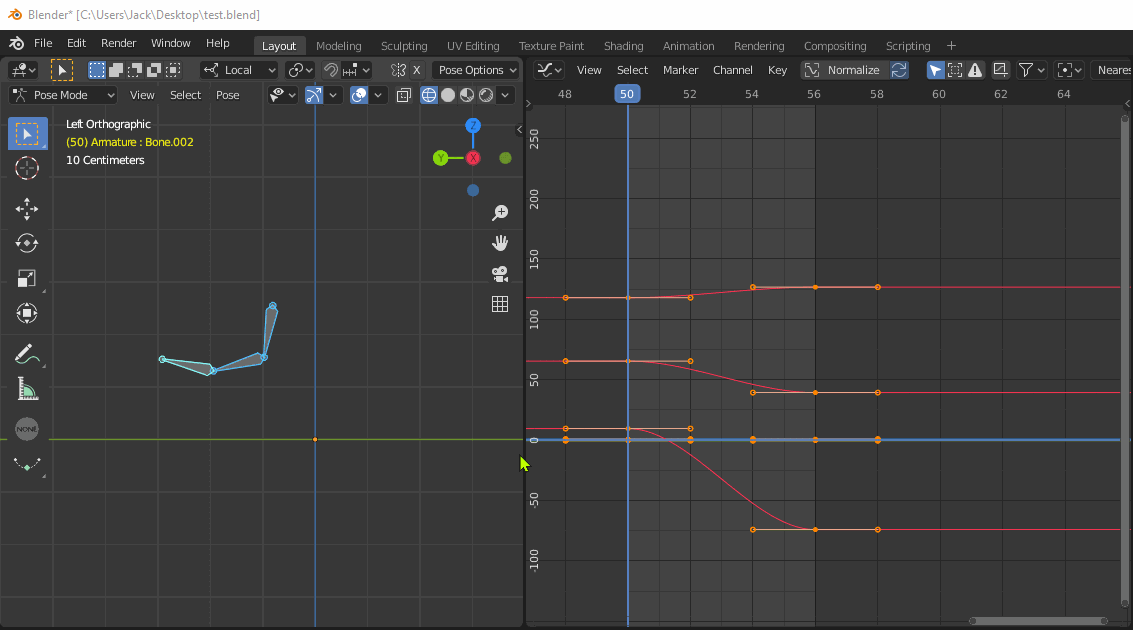 Blender* [C:\Users\Jack\Desktop\test.blend]
File Edit Render Window Help Layout Modeling Sculpting UV Editing Texture Paint Shading Animation Rendering Compositing Scripting +
Local X Pose Options View Select Marker Channel Key Normalize Neares
Pose Mode View Select Pose 48 50 52 54 56 58 60 62 64
Left Orthographic
(50) Armature : Bone.002
10 Centimeters
Z
Y X
NONE
250
200
150
100
50
0
-50
-100